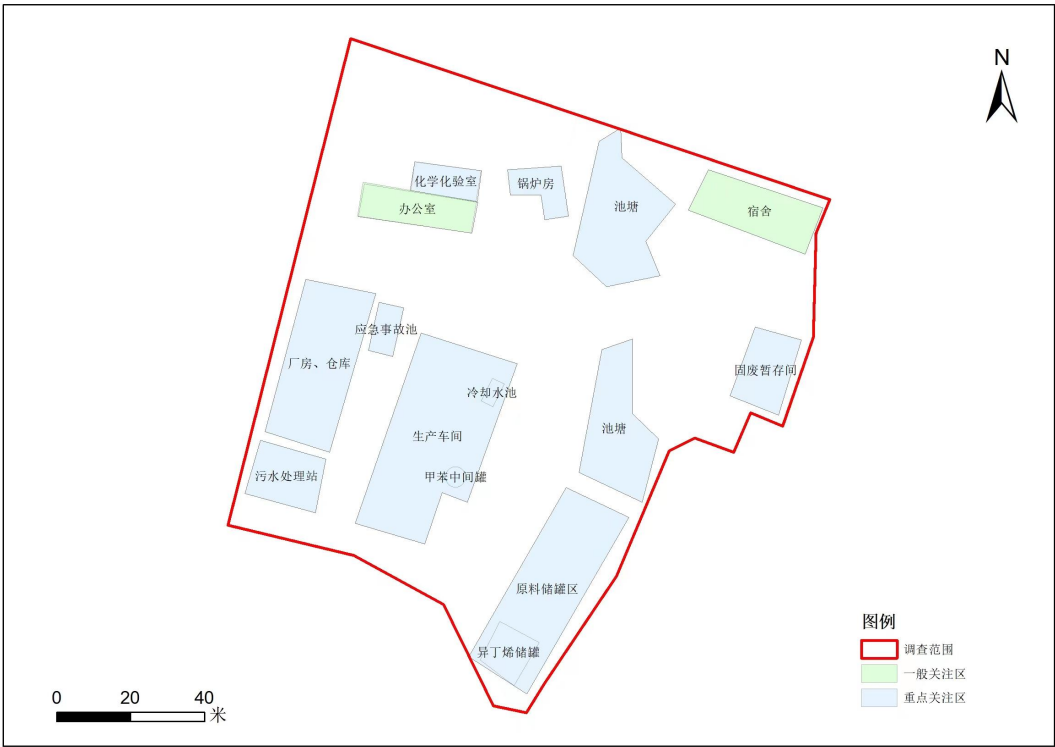 N
化学化验室
锅炉房
办公室
池塘
宿舍
应急事故池
厂房、仓库
固废暂存间
冷却水池
池塘
生产车间
甲苯中间罐
污水处理站
原料储罐区
异丁烯储罐
图例
调查范围
一般关注区
重点关注区
0 20 40
米